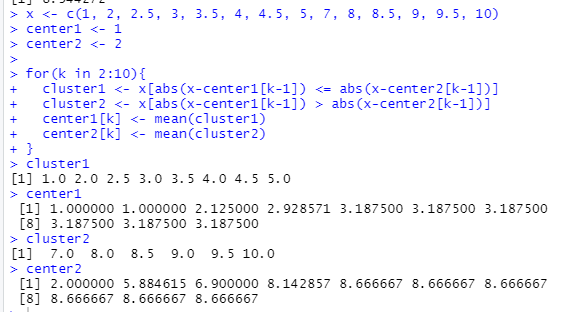 > x <- c(1, 2, 2.5, 3, 3.5, 4, 4.5, 5, 7, 8, 8.5, 9, 9.5, 10)
> center1 <- 1
> center2 <- 2
>
> for(k in 2:10){
+   cluster1 <- x[abs(x-center1[k-1]) <= abs(x-center2[k-1])]
+   cluster2 <- x[abs(x-center1[k-1]) > abs(x-center2[k-1])]
+   center1[k] <- mean(cluster1)
+   center2[k] <- mean(cluster2)
+ }
> cluster1
[1] 1.0 2.0 2.5 3.0 3.5 4.0 4.5 5.0
> center1
 [1] 1.000000 1.000000 2.125000 2.928571 3.187500 3.187500 3.187500
 [8] 3.187500 3.187500 3.187500
> cluster2
[1]  7.0  8.0  8.5  9.0  9.5 10.0
> center2
 [1] 2.000000 5.884615 6.900000 8.142857 8.666667 8.666667 8.666667
 [8] 8.666667 8.666667 8.666667